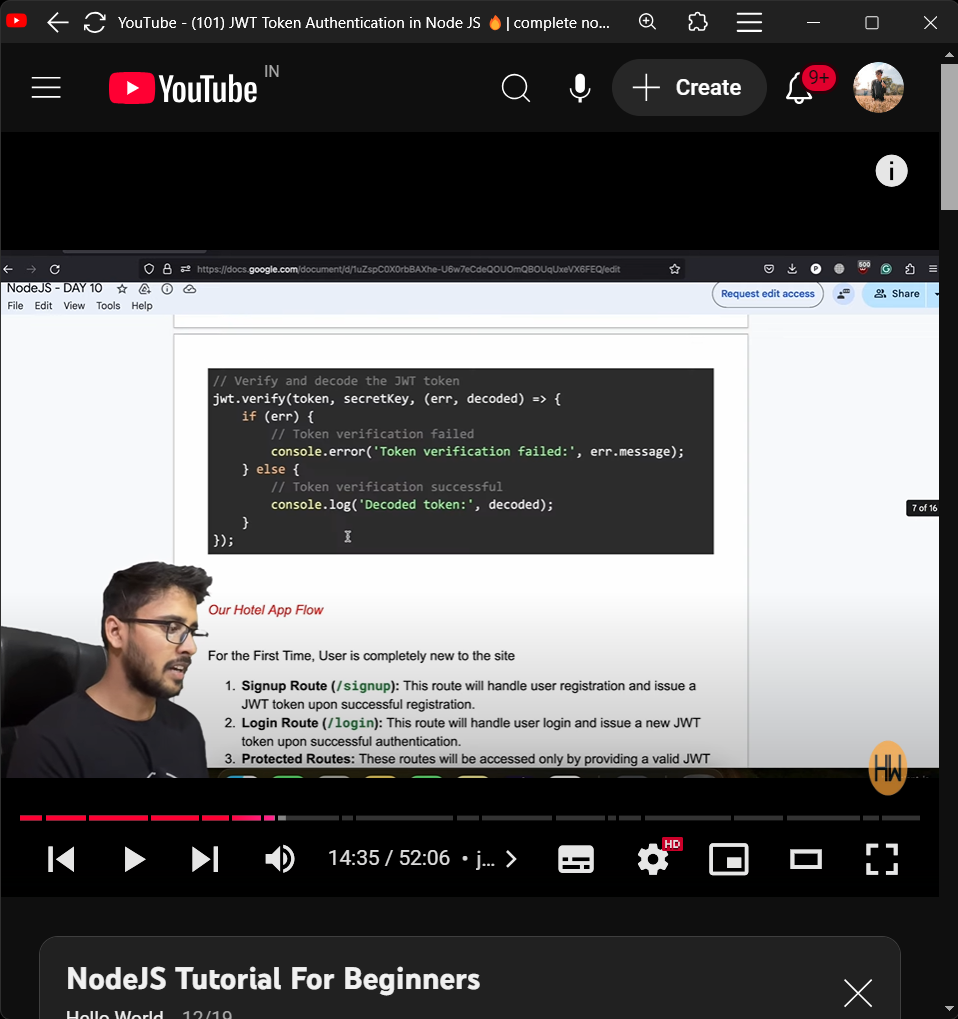 YouTube - (101) JWT Token Authentication in Node JS 🔥 | complete no...
YouTube IN
Create
9+
https://docs.google.com/document/d/1uZspC0X0rbBAXhe-U6w7eCdeQOUOmQBOUqUxeVX6FEQ/edit
500
NodeJS - DAY 10
File Edit View Tools Help
Request edit access
Share
// Verify and decode the JWT token
jwt.verify(token, secretKey, (err, decoded) => {
if (err) {
// Token verification failed
console.error('Token verification failed:', err.message);
} else {
// Token verification successful
console.log('Decoded token:', decoded);
}
});
7 of 16
Our Hotel App Flow
For the First Time, User is completely new to the site
1. Signup Route (/signup): This route will handle user registration and issue a
JWT token upon successful registration.
2. Login Route (/login): This route will handle user login and issue a new JWT
token upon successful authentication.
3. Protected Routes: These routes will be accessed only by providing a valid JWT
HW
14:35 / 52:06 • j...
HD
NodeJS Tutorial For Beginners
Hello World 12/19